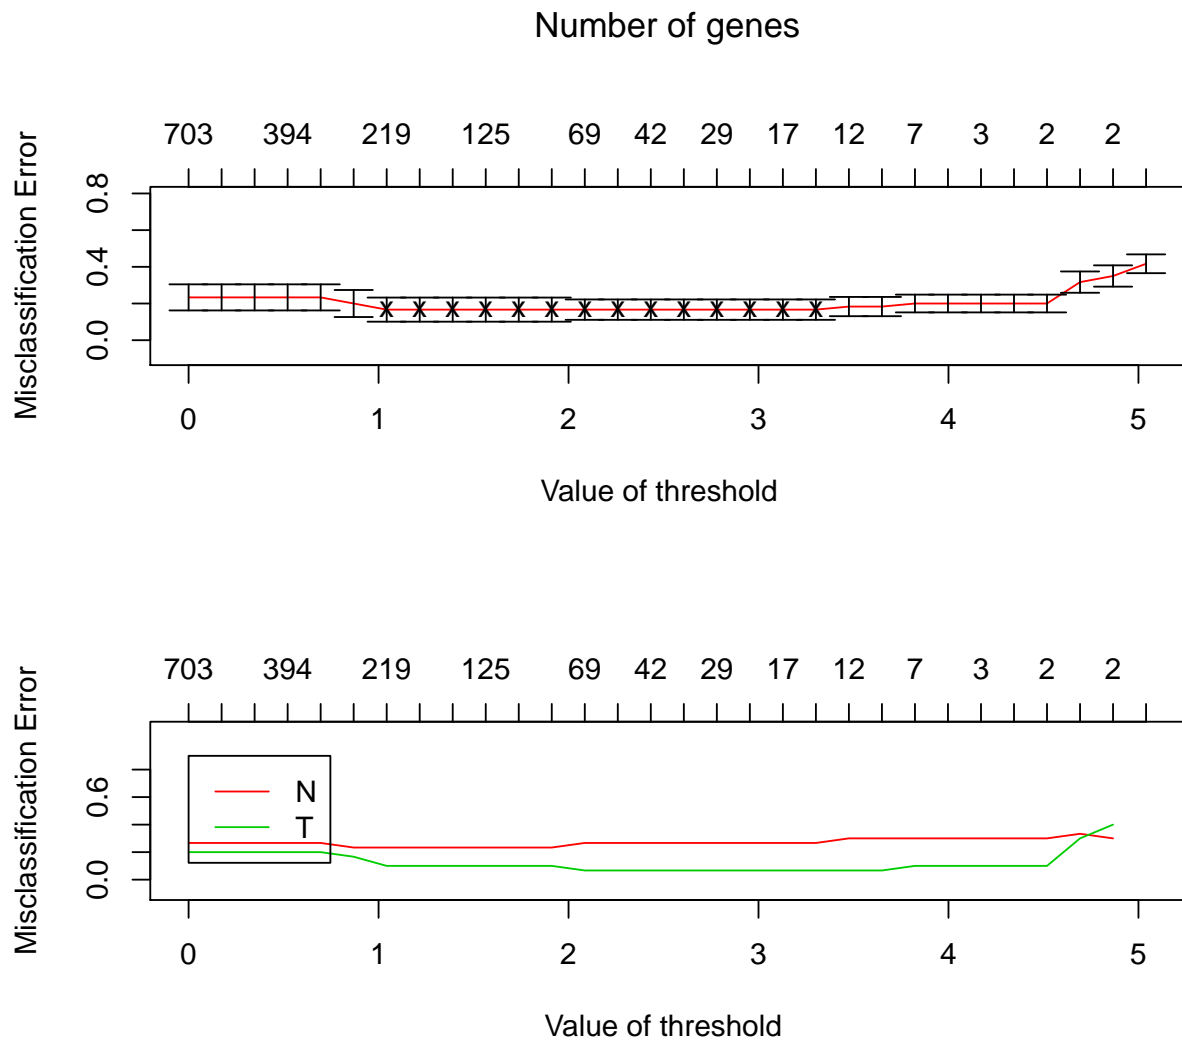 Number of genes
703 394 219 125 69 42 29 17 12 7 3 2 2
Misclassification Error
0.8
0.4
0.0
X X X X X X X X X X X X X X
0 1 2 3 4 5
Value of threshold
703 394 219 125 69 42 29 17 12 7 3 2 2
Misclassification Error
0.6
0.0
N
T
0 1 2 3 4 5
Value of threshold